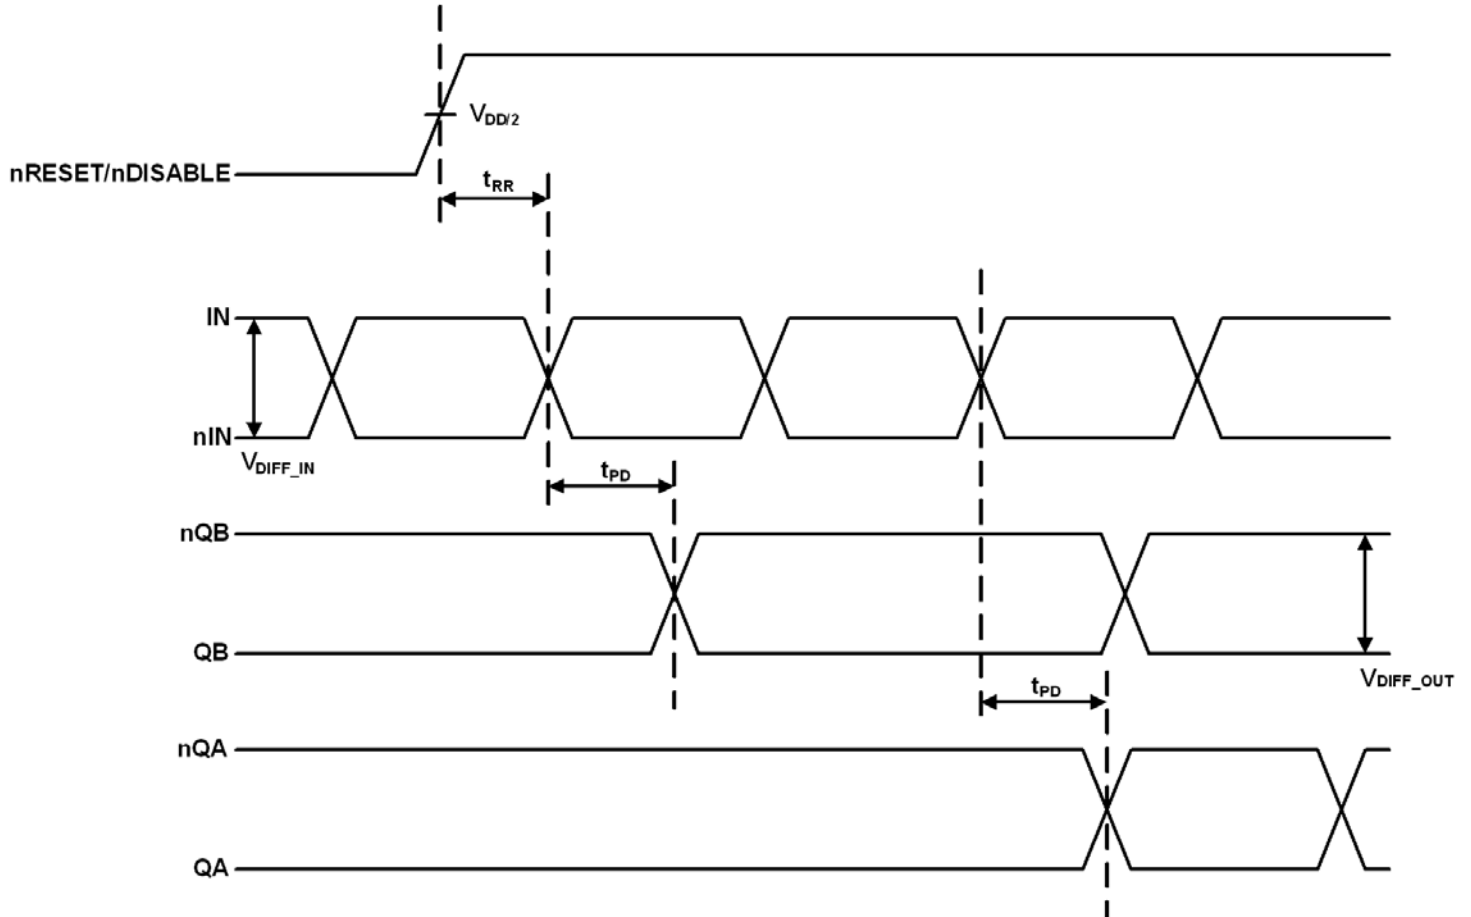 VDD/2
nRESET/nDISABLE
tRR
IN
nIN
VDIFF_IN
tPD
nQB
QB
VDIFF_OUT
tPD
nQA
QA